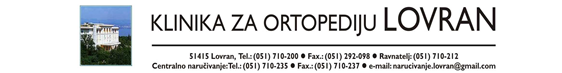 KLINIKA ZA ORTOPEDIJU LOVRAN
51415 Lovran, Tel.: (051) 710-200 ● Fax.: (051) 292-098 ● Ravnatelj: (051) 710-212
Centralno naručivanje:Tel.: (051) 710-235 ● Fax.: (051) 710-237 ● e-mail: narucivanje.lovran@gmail.com